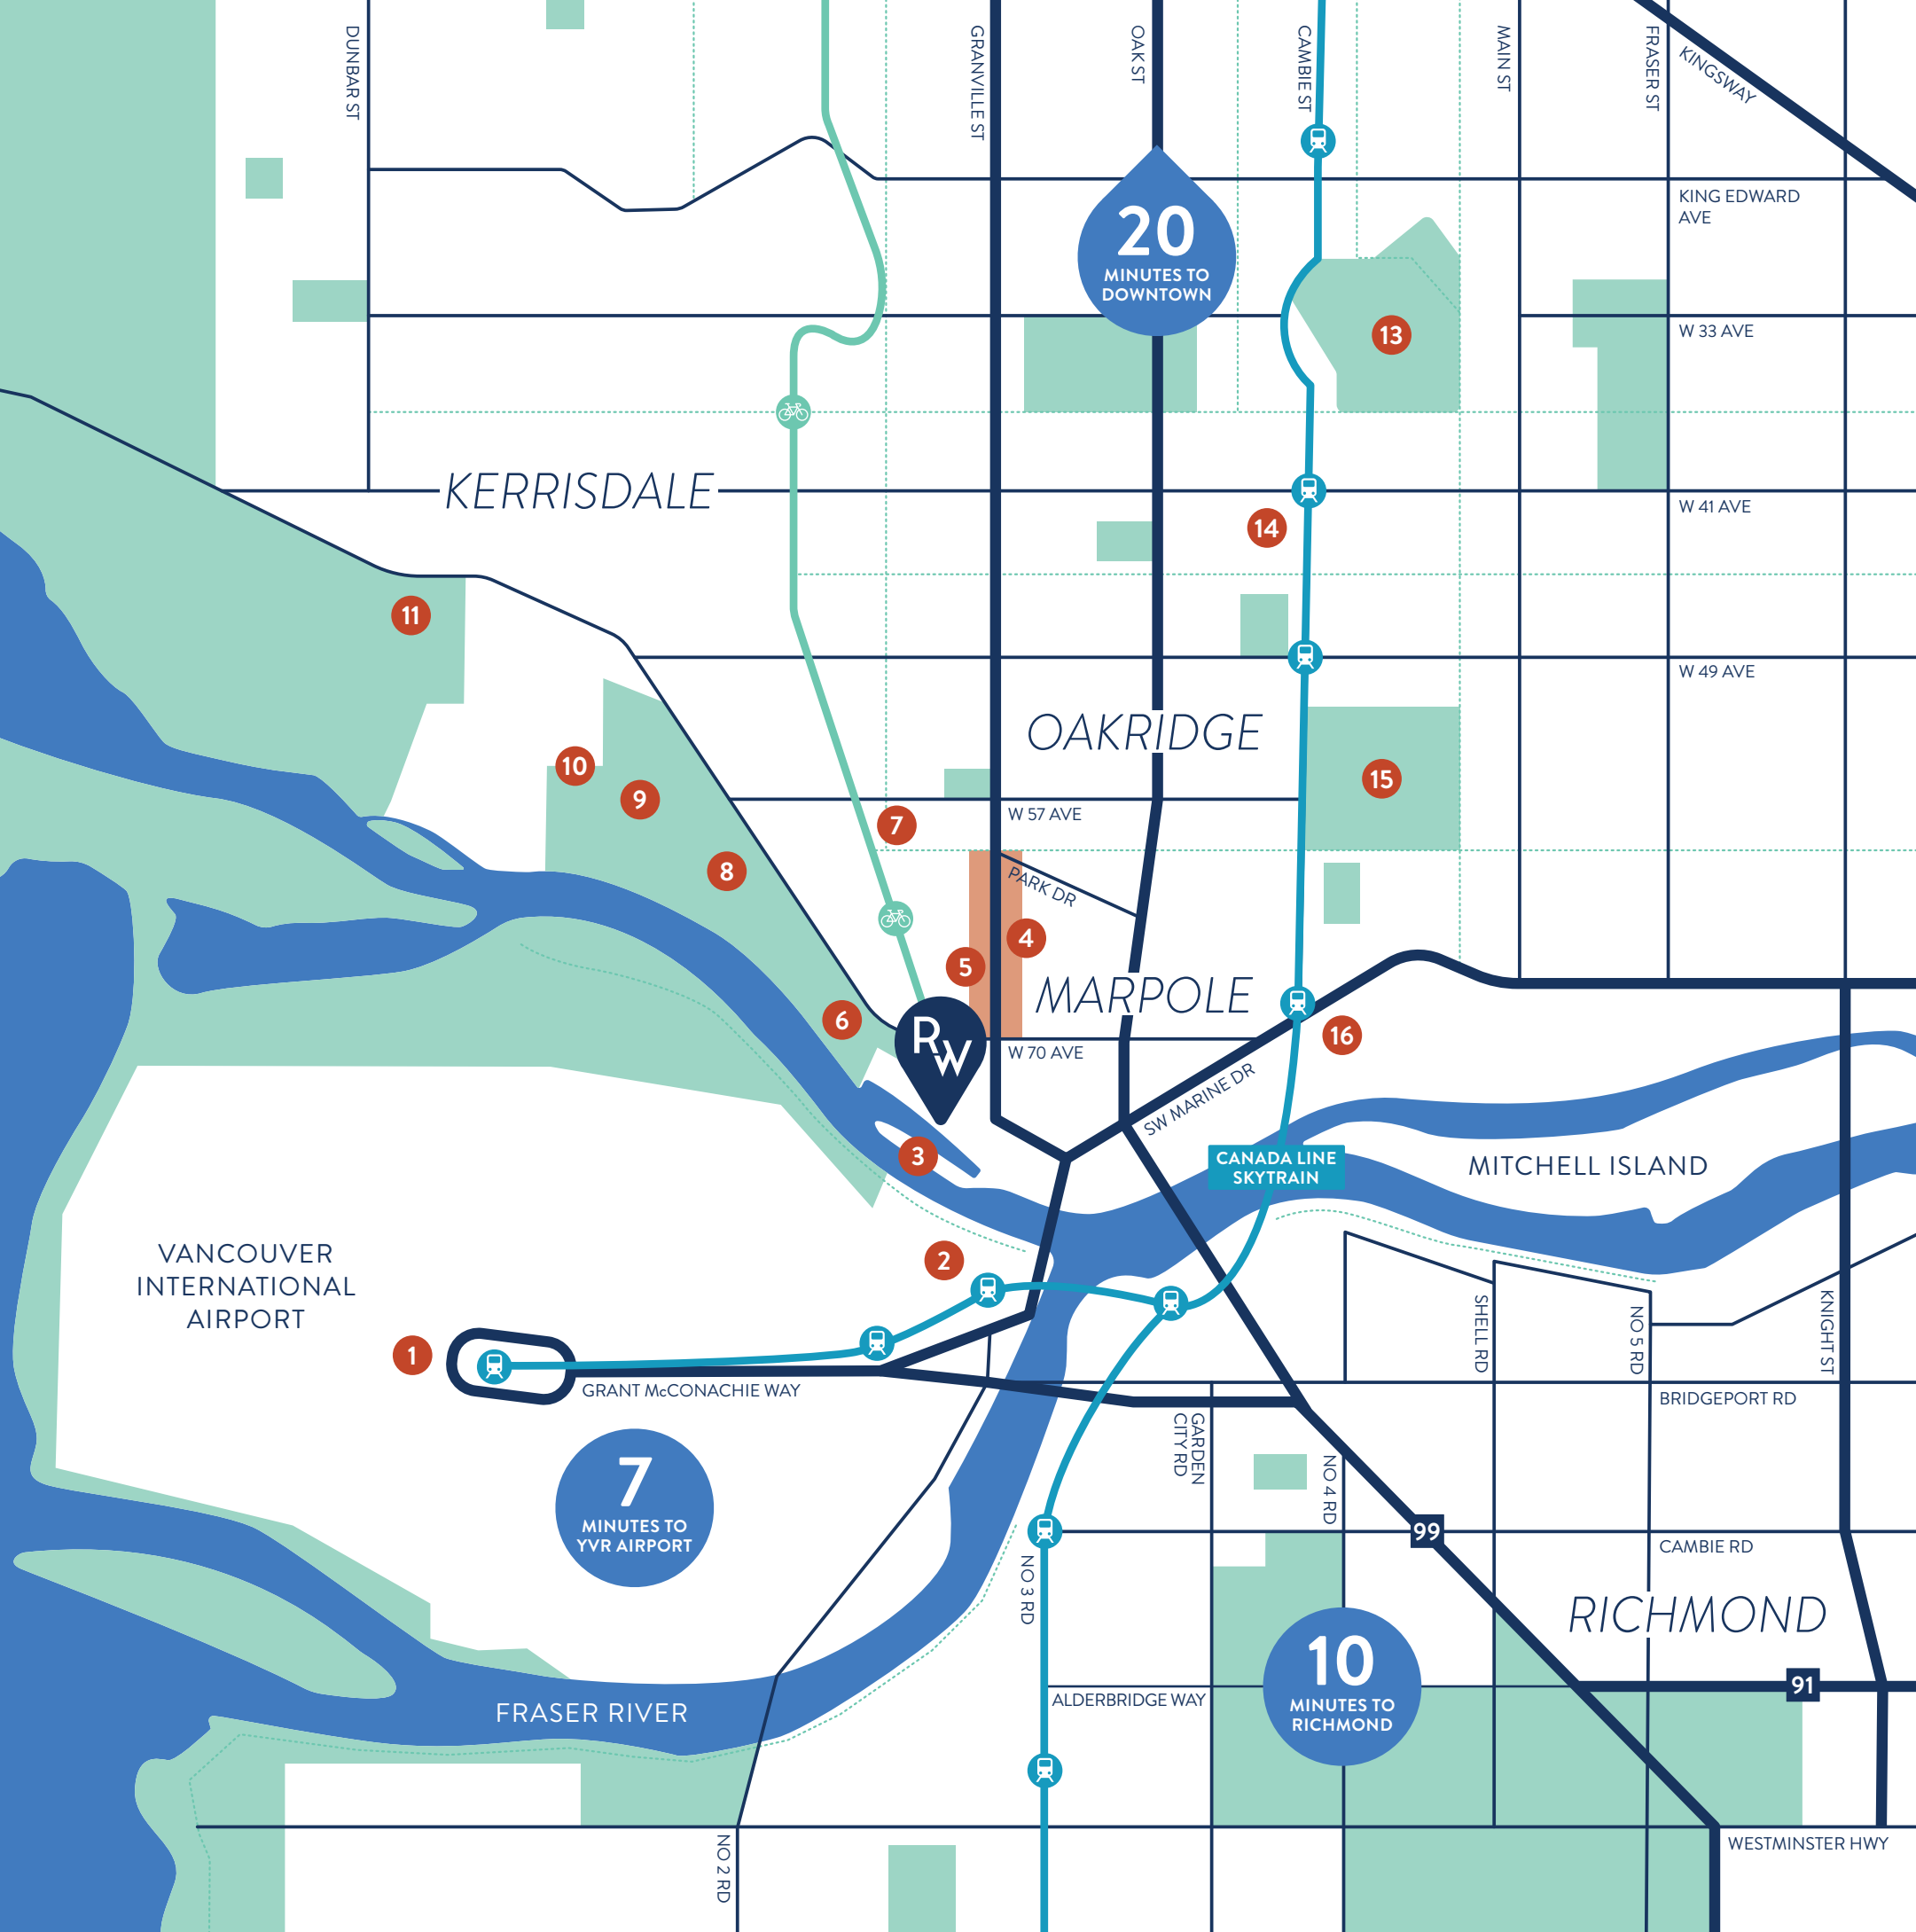 DUNBAR ST
GRANVILLE ST
OAK ST
CAMBIE ST
MAIN ST
FRASER ST
KINGSWAY
KING EDWARD
AVE
20
MINUTES TO
DOWNTOWN
13
W 33 AVE
KERRISDALE
W 41 AVE
14
11
W 49 AVE
OAKRIDGE
10
9
15
7
W 57 AVE
8
PARK DR
4
5
MARPOLE
6
RW
16
W 70 AVE
SW MARINE DR
3
CANADA LINE
SKYTRAIN
MITCHELL ISLAND
VANCOUVER
INTERNATIONAL
AIRPORT
2
1
SHELL RD
NO 5 RD
KNIGHT ST
GRANT McCONACHIE WAY
BRIDGEPORT RD
GARDEN
CITY RD
NO 4 RD
7
MINUTES TO
YVR AIRPORT
99
CAMBIE RD
NO 3 RD
RICHMOND
10
MINUTES TO
RICHMOND
91
ALDERBRIDGE WAY
FRASER RIVER
NO 2 RD
WESTMINSTER HWY